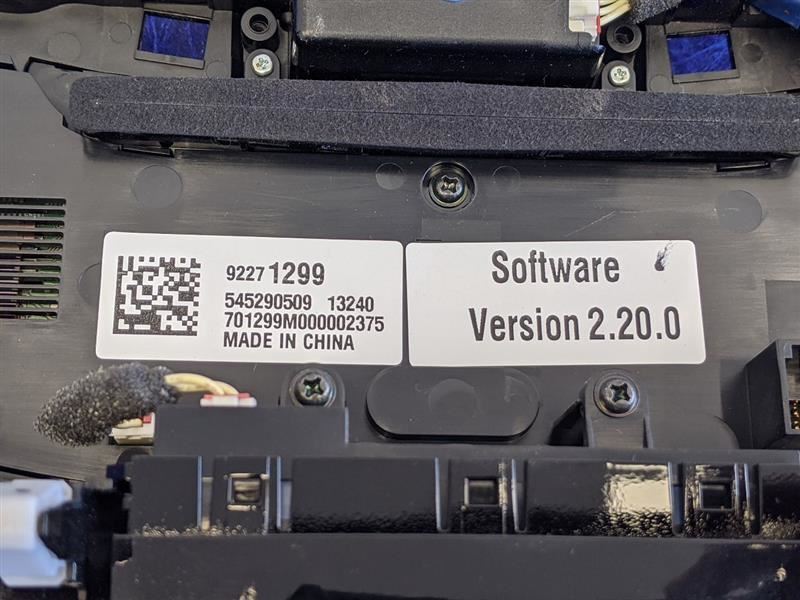 9227 1299
545290509 13240
701299M000002375
MADE IN CHINA
Software
Version 2.20.0